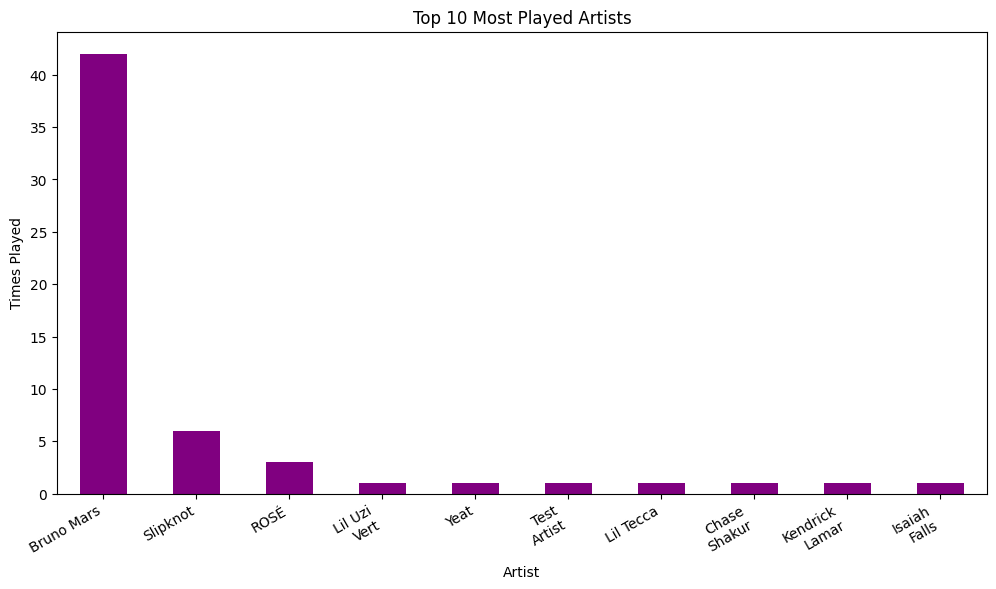 Top 10 Most Played Artists
Times Played
40
35
30
25
20
15
10
5
0
Bruno Mars
Slipknot
ROSÉ
Lil Uzi
Vert
Yeat
Test
Artist
Lil Tecca
Chase
Shakur
Kendrick
Lamar
Isaiah
Falls
Artist